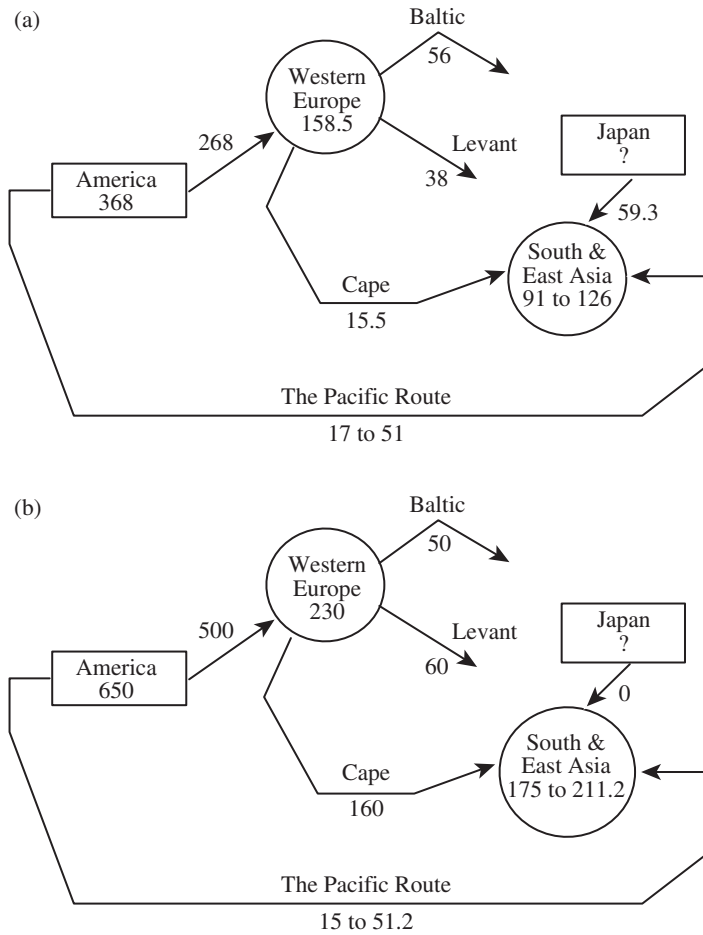 (a)
Baltic
56
Western
Europe
158.5
Levant
38
Japan
?
268
America
368
59.3
South &
East Asia
91 to 126
Cape
15.5
The Pacific Route
17 to 51
(b)
Baltic
50
Western
Europe
230
Levant
60
Japan
?
500
America
650
0
South &
East Asia
175 to 211.2
Cape
160
The Pacific Route
15 to 51.2